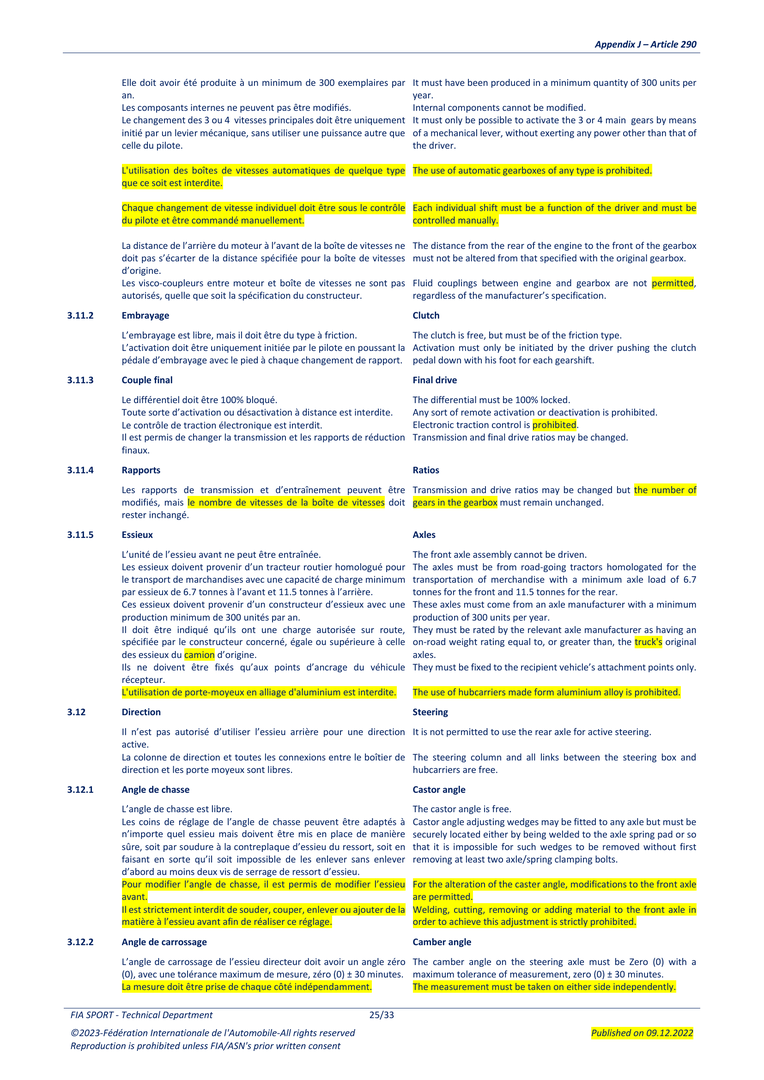 Appendix J – Article 290
Elle doit avoir été produite à un minimum de 300 exemplaires par
an.
Les composants internes ne peuvent pas être modifiés.
Le changement des 3 ou 4  vitesses principales doit être uniquement
initié par un levier mécanique, sans utiliser une puissance autre que
celle du pilote.
It must have been produced in a minimum quantity of 300 units per
year.
Internal components cannot be modified.
It must only be possible to activate the 3 or 4 main  gears by means
of a mechanical lever, without exerting any power other than that of
the driver.
L'utilisation des boîtes de vitesses automatiques de quelque type
que ce soit est interdite.
The use of automatic gearboxes of any type is prohibited.
Chaque changement de vitesse individuel doit être sous le contrôle
du pilote et être commandé manuellement.
Each individual shift must be a function of the driver and must be
controlled manually.
La distance de l’arrière du moteur à l’avant de la boîte de vitesses ne
doit pas s’écarter de la distance spécifiée pour la boîte de vitesses
d’origine.
Les visco-coupleurs entre moteur et boîte de vitesses ne sont pas
autorisés, quelle que soit la spécification du constructeur.
The distance from the rear of the engine to the front of the gearbox
must not be altered from that specified with the original gearbox.
Fluid couplings between engine and gearbox are not permitted,
regardless of the manufacturer’s specification.
3.11.2 Embrayage Clutch
L’embrayage est libre, mais il doit être du type à friction.
L’activation doit être uniquement initiée par le pilote en poussant la
pédale d’embrayage avec le pied à chaque changement de rapport.
The clutch is free, but must be of the friction type.
Activation must only be initiated by the driver pushing the clutch
pedal down with his foot for each gearshift.
3.11.3 Couple final Final drive
Le différentiel doit être 100% bloqué.
Toute sorte d’activation ou désactivation à distance est interdite.
Le contrôle de traction électronique est interdit.
Il est permis de changer la transmission et les rapports de réduction
finaux.
The differential must be 100% locked.
Any sort of remote activation or deactivation is prohibited.
Electronic traction control is prohibited.
Transmission and final drive ratios may be changed.
3.11.4 Rapports Ratios
Les rapports de transmission et d’entraînement peuvent être
modifiés, mais le nombre de vitesses de la boîte de vitesses doit
rester inchangé.
Transmission and drive ratios may be changed but the number of
gears in the gearbox must remain unchanged.
3.11.5 Essieux Axles
L’unité de l’essieu avant ne peut être entraînée.
Les essieux doivent provenir d’un tracteur routier homologué pour
le transport de marchandises avec une capacité de charge minimum
par essieux de 6.7 tonnes à l’avant et 11.5 tonnes à l’arrière.
Ces essieux doivent provenir d’un constructeur d’essieux avec une
production minimum de 300 unités par an.
Il doit être indiqué qu’ils ont une charge autorisée sur route,
spécifiée par le constructeur concerné, égale ou supérieure à celle
des essieux du camion d’origine.
Ils ne doivent être fixés qu’aux points d’ancrage du véhicule
récepteur.
L'utilisation de porte-moyeux en alliage d'aluminium est interdite.
The front axle assembly cannot be driven.
The axles must be from road-going tractors homologated for the
transportation of merchandise with a minimum axle load of 6.7
tonnes for the front and 11.5 tonnes for the rear.
These axles must come from an axle manufacturer with a minimum
production of 300 units per year.
They must be rated by the relevant axle manufacturer as having an
on-road weight rating equal to, or greater than, the truck's original
axles.
They must be fixed to the recipient vehicle’s attachment points only.
The use of hubcarriers made form aluminium alloy is prohibited.
3.12 Direction Steering
Il n’est pas autorisé d’utiliser l’essieu arrière pour une direction
active.
La colonne de direction et toutes les connexions entre le boîtier de
direction et les porte moyeux sont libres.
It is not permitted to use the rear axle for active steering.
The steering column and all links between the steering box and
hubcarriers are free.
3.12.1 Angle de chasse Castor angle
L’angle de chasse est libre.
Les coins de réglage de l’angle de chasse peuvent être adaptés à
n’importe quel essieu mais doivent être mis en place de manière
sûre, soit par soudure à la contreplaque d’essieu du ressort, soit en
faisant en sorte qu’il soit impossible de les enlever sans enlever
d’abord au moins deux vis de serrage de ressort d’essieu.
Pour modifier l’angle de chasse, il est permis de modifier l’essieu
avant.
Il est strictement interdit de souder, couper, enlever ou ajouter de la
matière à l’essieu avant afin de réaliser ce réglage.
The castor angle is free.
Castor angle adjusting wedges may be fitted to any axle but must be
securely located either by being welded to the axle spring pad or so
that it is impossible for such wedges to be removed without first
removing at least two axle/spring clamping bolts.
For the alteration of the caster angle, modifications to the front axle
are permitted.
Welding, cutting, removing or adding material to the front axle in
order to achieve this adjustment is strictly prohibited.
3.12.2 Angle de carrossage Camber angle
L’angle de carrossage de l’essieu directeur doit avoir un angle zéro
(0), avec une tolérance maximum de mesure, zéro (0) ± 30 minutes.
La mesure doit être prise de chaque côté indépendamment.
The camber angle on the steering axle must be Zero (0) with a
maximum tolerance of measurement, zero (0) ± 30 minutes.
The measurement must be taken on either side independently.
FIA SPORT - Technical Department 25/33
©2023-Fédération Internationale de l'Automobile-All rights reserved
Reproduction is prohibited unless FIA/ASN's prior written consent
Published on 09.12.2022